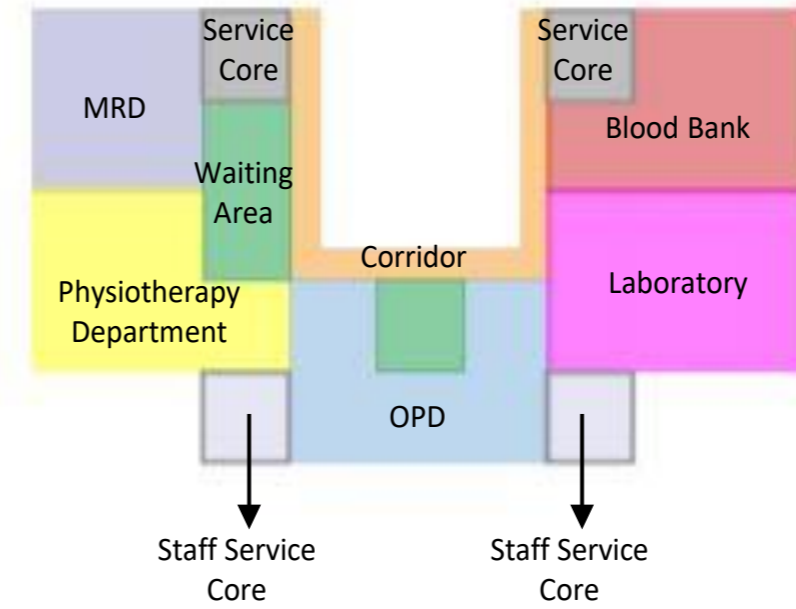 Service
Core
Service
Core
MRD
Blood Bank
Waiting
Area
Corridor
Physiotherapy
Department
Laboratory
OPD
Staff Service
Core
Staff Service
Core